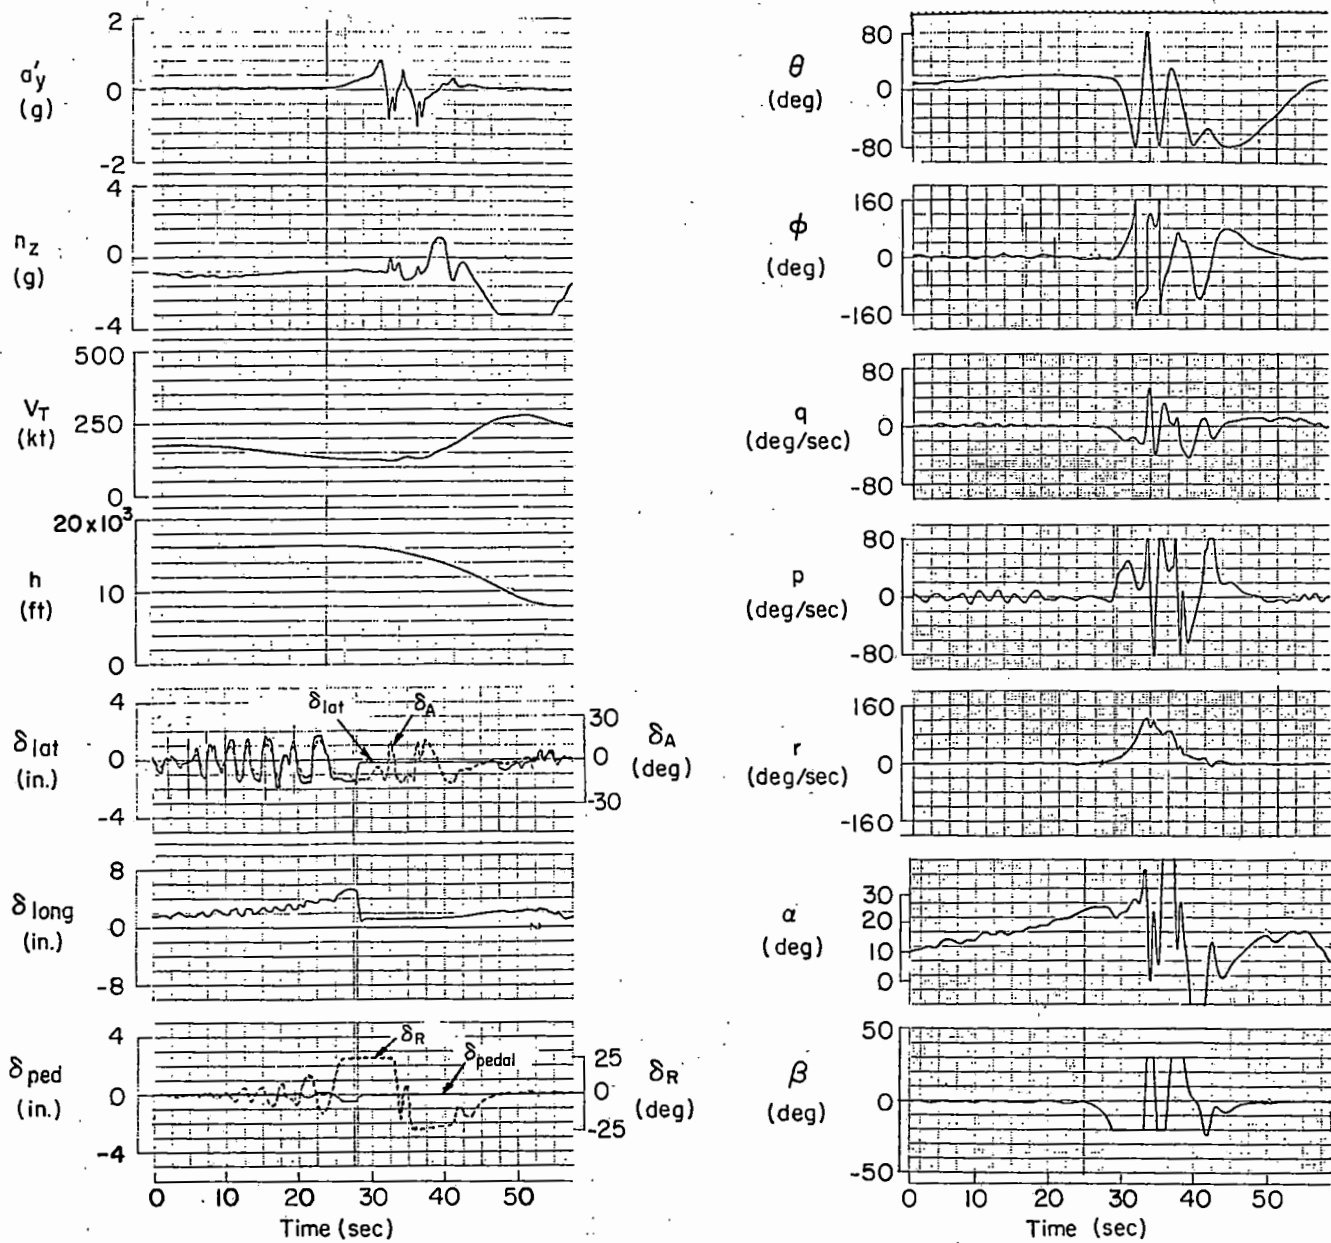 2
a'y
(g)
-2
4
nz
0
(g)
-4
500
VT
250
(kt)
0
20x10³
h
10
(ft)
0
4
δlat
δA
30
δlat
0
0
δA
(in.)
(deg)
-4
-30
8
δlong
0
(in.)
-8
4
δR
δpedal
25
δped
0
0
δR
(in.)
(deg)
-25
-4
0 10 20 30 40 50
Time (sec)
80
θ
0
(deg)
-80
160
ϕ
0
(deg)
-160
80
q
0
(deg/sec)
-80
80
p
0
(deg/sec)
-80
160
r
0
(deg/sec)
-160
30
α
20
(deg)
10
0
50
β
0
(deg)
-50
0 10 20 30 40 50
Time (sec)